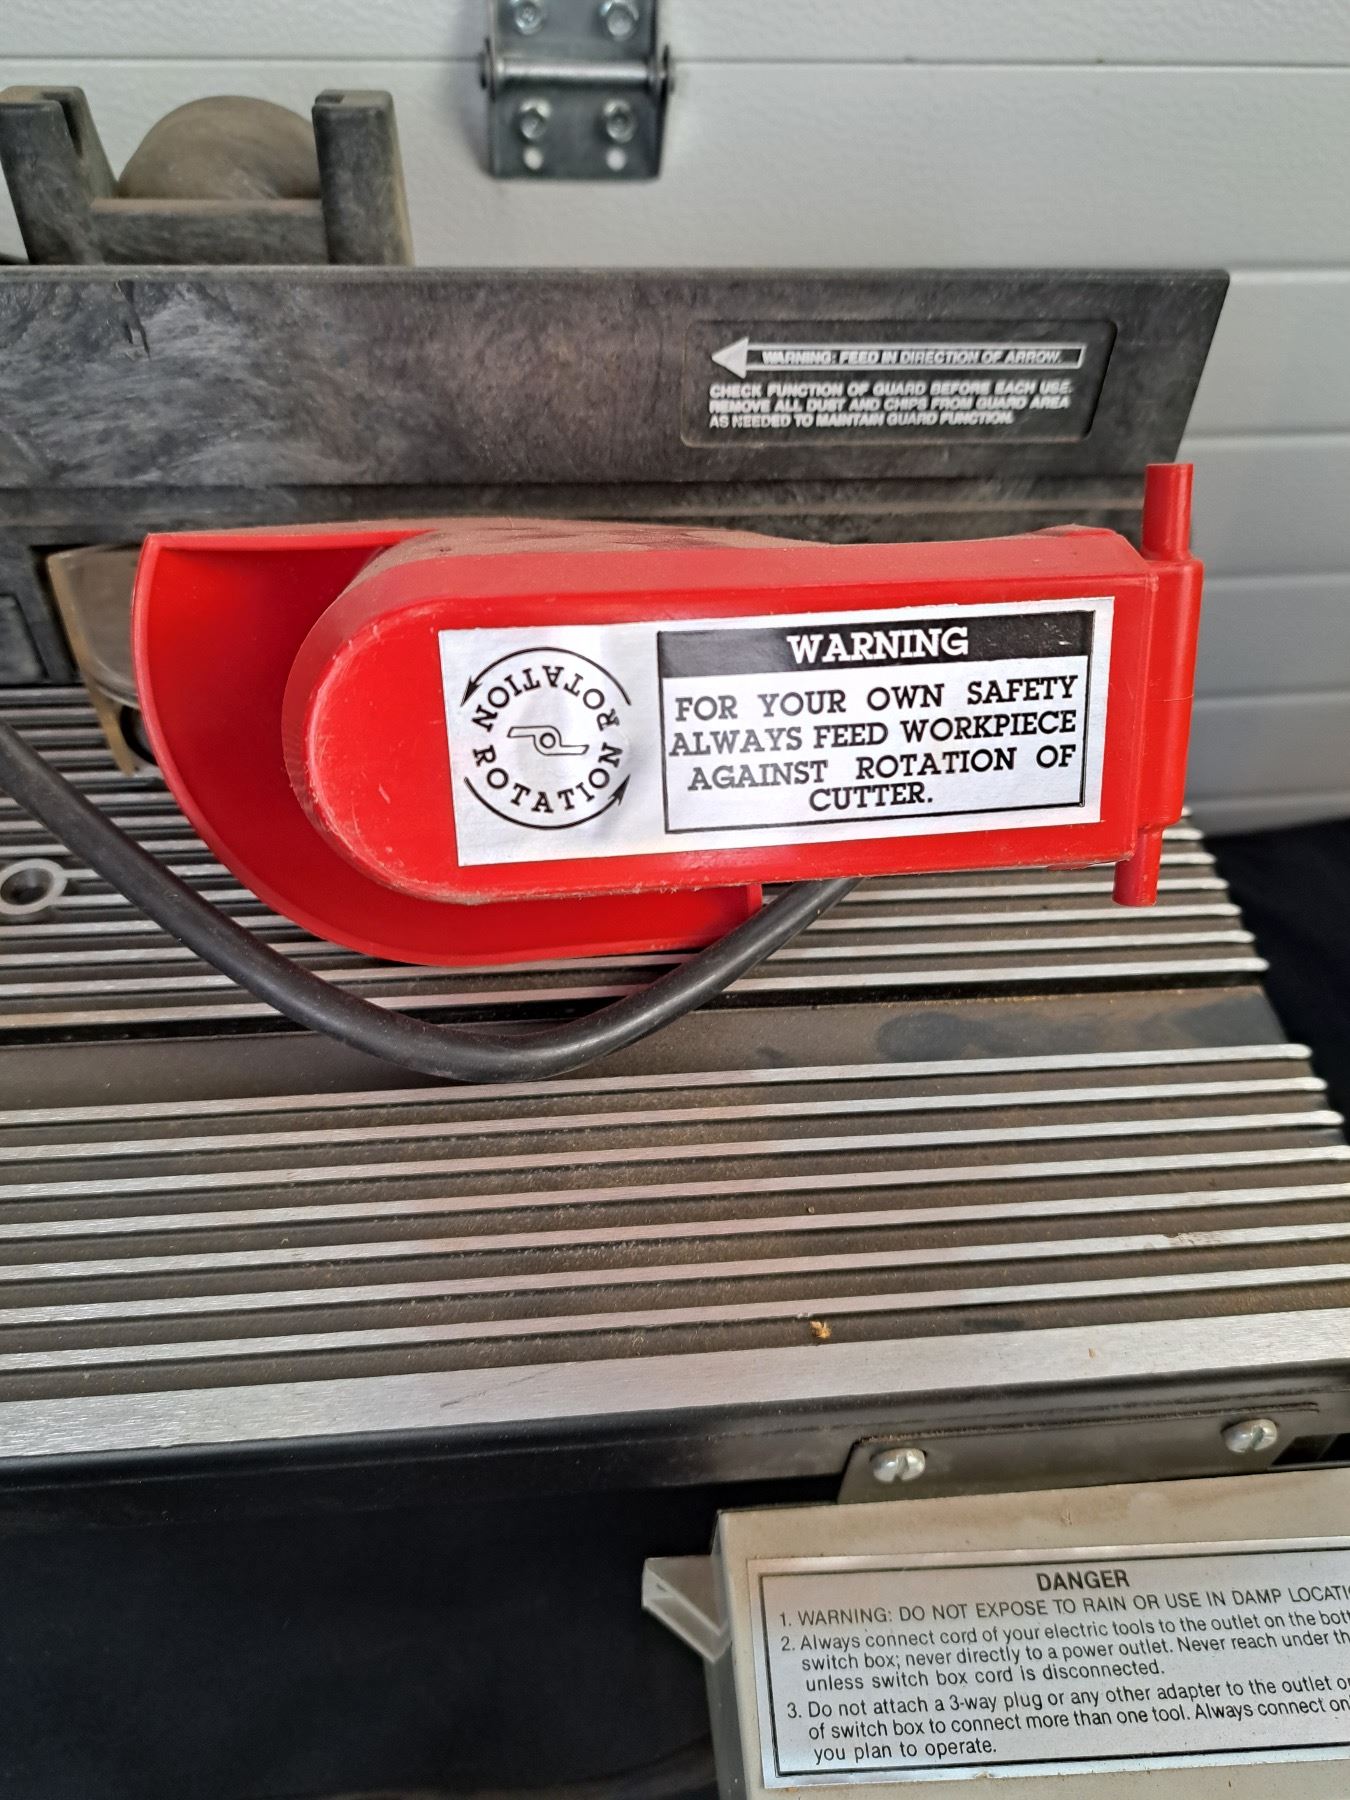 WARNING: FEED IN DIRECTION OF ARROW.
CHECK FUNCTION OF GUARD BEFORE EACH USE.
REMOVE ALL DUST AND CHIPS FROM GUARD AREA
AS NEEDED TO MAINTAIN GUARD FUNCTION.
ROTATION ROTATION
ROTATION
WARNING
FOR YOUR OWN SAFETY
ALWAYS FEED WORKPIECE
AGAINST ROTATION OF
CUTTER.
DANGER
1. WARNING: DO NOT EXPOSE TO RAIN OR USE IN DAMP LOCATI
2. Always connect cord of your electric tools to the outlet on the bott
switch box; never directly to a power outlet. Never reach under th
unless switch box cord is disconnected.
3. Do not attach a 3-way plug or any other adapter to the outlet o
of switch box to connect more than one tool. Always connect on
you plan to operate.